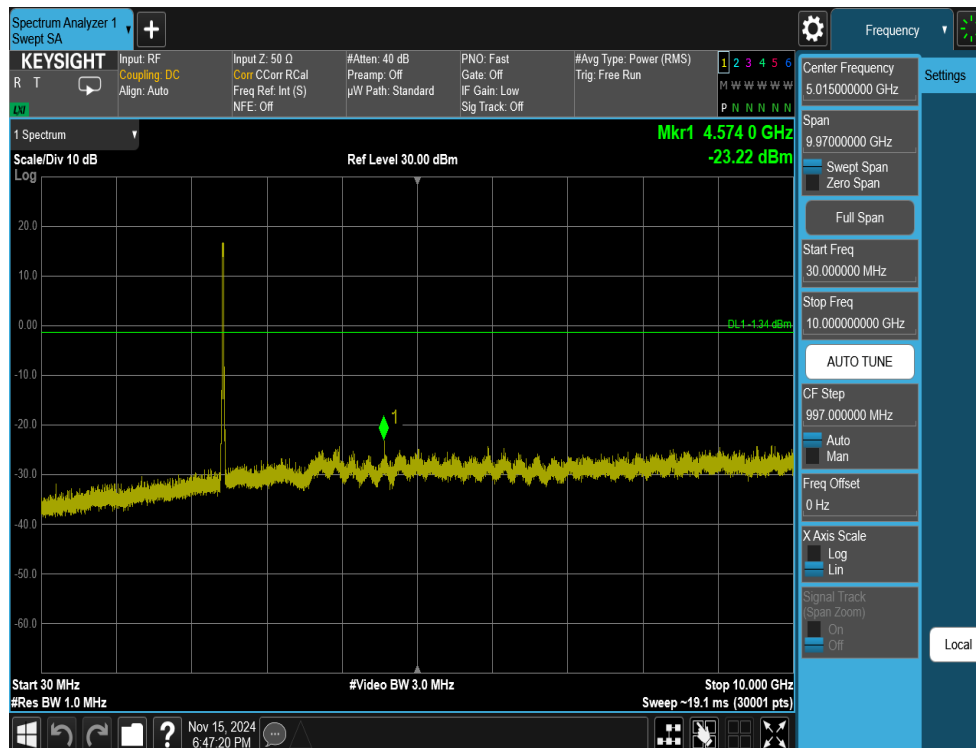 Spectrum Analyzer 1
Swept SA
+
Frequency
KEYSIGHT
R T
LXI
Input: RF
Coupling: DC
Align: Auto
Input Z: 50 Ω
Corr CCorr RCal
Freq Ref: Int (S)
NFE: Off
#Atten: 40 dB
Preamp: Off
µW Path: Standard
PNO: Fast
Gate: Off
IF Gain: Low
Sig Track: Off
#Avg Type: Power (RMS)
Trig: Free Run
1 2 3 4 5 6
M W W W W W
P N N N N N
1 Spectrum
Scale/Div 10 dB
Log
Ref Level 30.00 dBm
Mkr1 4.574 0 GHz
-23.22 dBm
20.0
10.0
0.00
-10.0
-20.0
-30.0
-40.0
-50.0
-60.0
DL1 -1.34 dBm
1
Start 30 MHz
#Res BW 1.0 MHz
#Video BW 3.0 MHz
Stop 10.000 GHz
Sweep ~19.1 ms (30001 pts)
Center Frequency
5.015000000 GHz
Span
9.97000000 GHz
Swept Span
Zero Span
Full Span
Start Freq
30.000000 MHz
Stop Freq
10.000000000 GHz
AUTO TUNE
CF Step
997.000000 MHz
Auto
Man
Freq Offset
0 Hz
X Axis Scale
Log
Lin
Signal Track
(Span Zoom)
On
Off
Settings
Local
?
Nov 15, 2024
6:47:20 PM